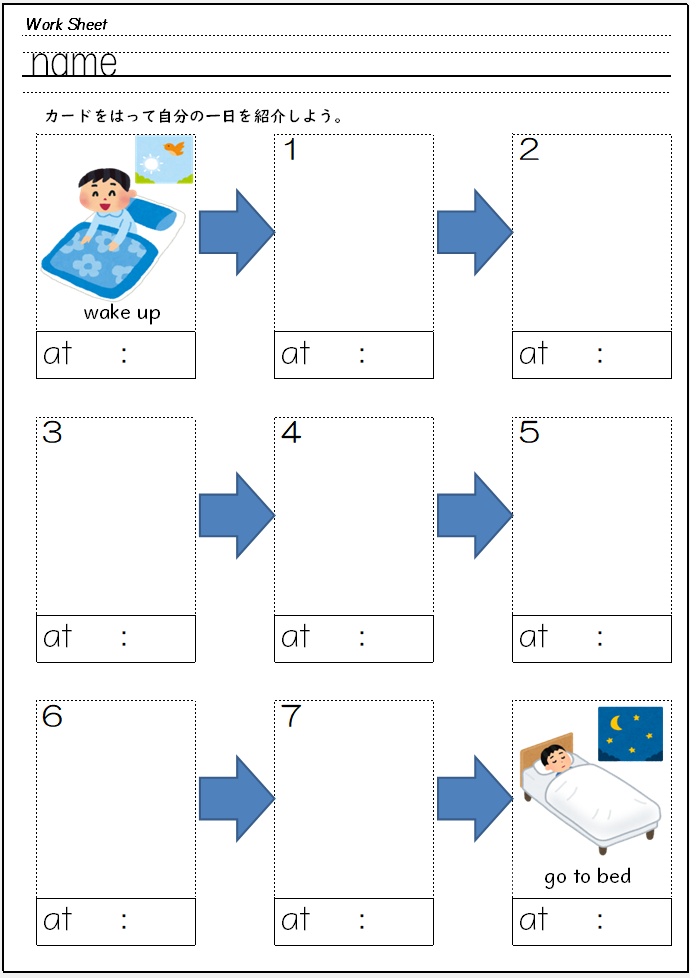 Work Sheet
name
カードをはって自分の一日を紹介しよう。
wake up
1
2
at :
at :
at :
3
4
5
at :
at :
at :
6
7
go to bed
at :
at :
at :